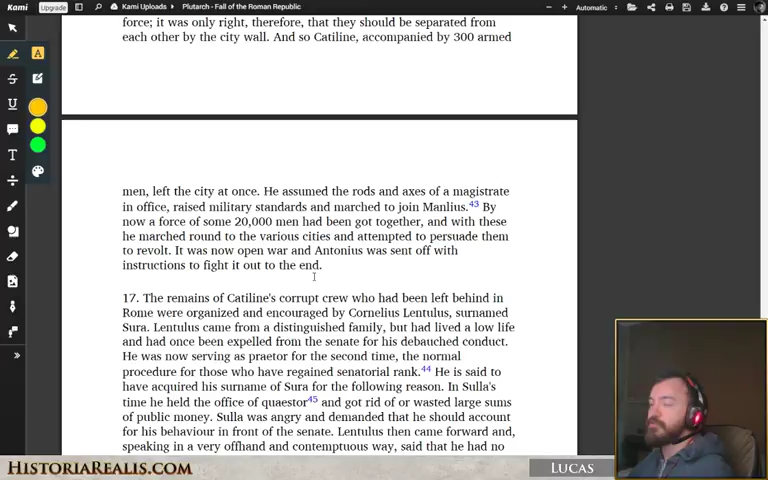 Kami
Upgrade
Kami Uploads
Plutarch - Fall of the Roman Republic
Automatic
force; it was only right, therefore, that they should be separated from
each other by the city wall. And so Catiline, accompanied by 300 armed
men, left the city at once. He assumed the rods and axes of a magistrate
in office, raised military standards and marched to join Manlius.43 By
now a force of some 20,000 men had been got together, and with these
he marched round to the various cities and attempted to persuade them
to revolt. It was now open war and Antonius was sent off with
instructions to fight it out to the end.
17. The remains of Catiline's corrupt crew who had been left behind in
Rome were organized and encouraged by Cornelius Lentulus, surnamed
Sura. Lentulus came from a distinguished family, but had lived a low life
and had once been expelled from the senate for his debauched conduct.
He was now serving as praetor for the second time, the normal
procedure for those who have regained senatorial rank.44 He is said to
have acquired his surname of Sura for the following reason. In Sulla's
time he held the office of quaestor45 and got rid of or wasted large sums
of public money. Sulla was angry and demanded that he should account
for his behaviour in front of the senate. Lentulus then came forward and,
speaking in a very offhand and contemptuous way, said that he had no
HISTORIAREALIS.COM
LUCAS